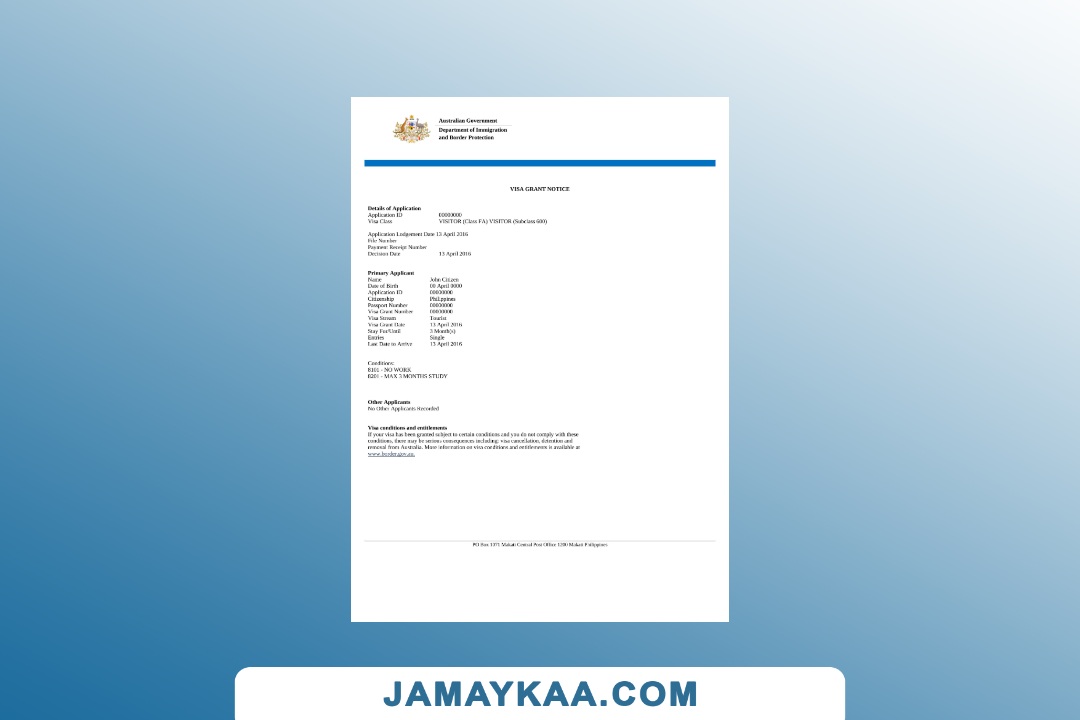 Australian Government
Department of Immigration
and Border Protection
VISA GRANT NOTICE
Details of Application
Application ID 00000000
Visa Class VISITOR (Class FA) VISITOR (Subclass 600)
Application Lodgement Date 13 April 2016
File Number
Payment Receipt Number
Decision Date 13 April 2016
Primary Applicant
Name John Citizen
Date of Birth 00 April 0000
Application ID 00000000
Citizenship Philippines
Passport Number 00000000
Visa Grant Number 00000000
Visa Stream Tourist
Visa Grant Date 13 April 2016
Stay For/Until 3 Month(s)
Entries Single
Last Date to Arrive 13 April 2016
Conditions:
8101 - NO WORK
8201 - MAX 3 MONTHS STUDY
Other Applicants
No Other Applicants Recorded
Visa conditions and entitlements
If your visa has been granted subject to certain conditions and you do not comply with these
conditions, there may be serious consequences including: visa cancellation, detention and
removal from Australia. More information on visa conditions and entitlements is available at
www.border.gov.au.
PO Box 1071 Makati Central Post Office 1200 Makati Philippines
JAMAYKAA.COM